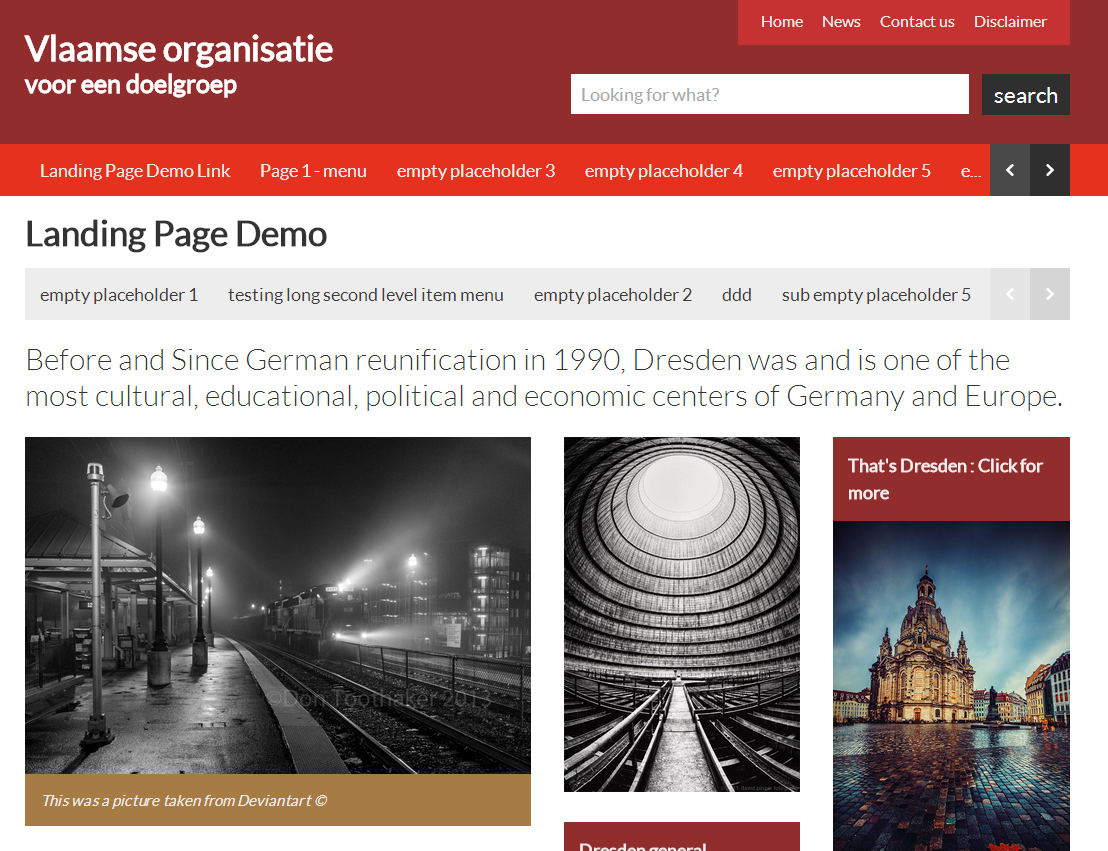 Home News Contact us Disclaimer
Vlaamse organisatie
voor een doelgroep
Looking for what?
search
Landing Page Demo Link Page 1 - menu empty placeholder 3 empty placeholder 4 empty placeholder 5 e...
Landing Page Demo
empty placeholder 1 testing long second level item menu empty placeholder 2 ddd sub empty placeholder 5
Before and Since German reunification in 1990, Dresden was and is one of the
most cultural, educational, political and economic centers of Germany and Europe.
©Don Toothaker 2013
This was a picture taken from Deviantart ©
That's Dresden : Click for
more
Dresden general